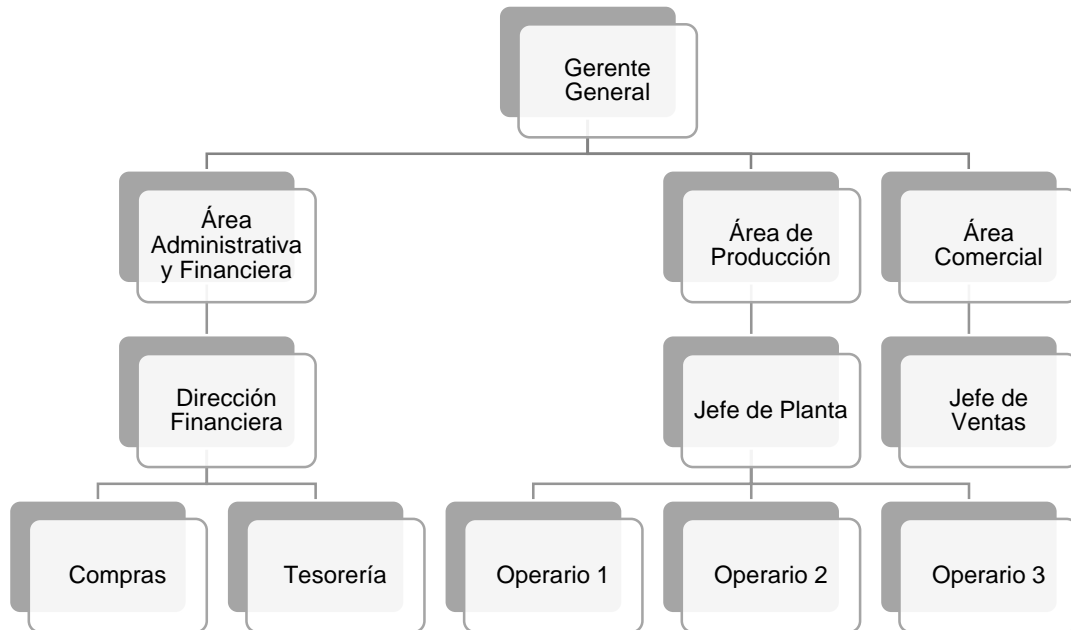 Gerente
General
Área
Administrativa
y Financiera
Área de
Producción
Área
Comercial
Dirección
Financiera
Jefe de Planta
Jefe de
Ventas
Compras
Tesorería
Operario 1
Operario 2
Operario 3